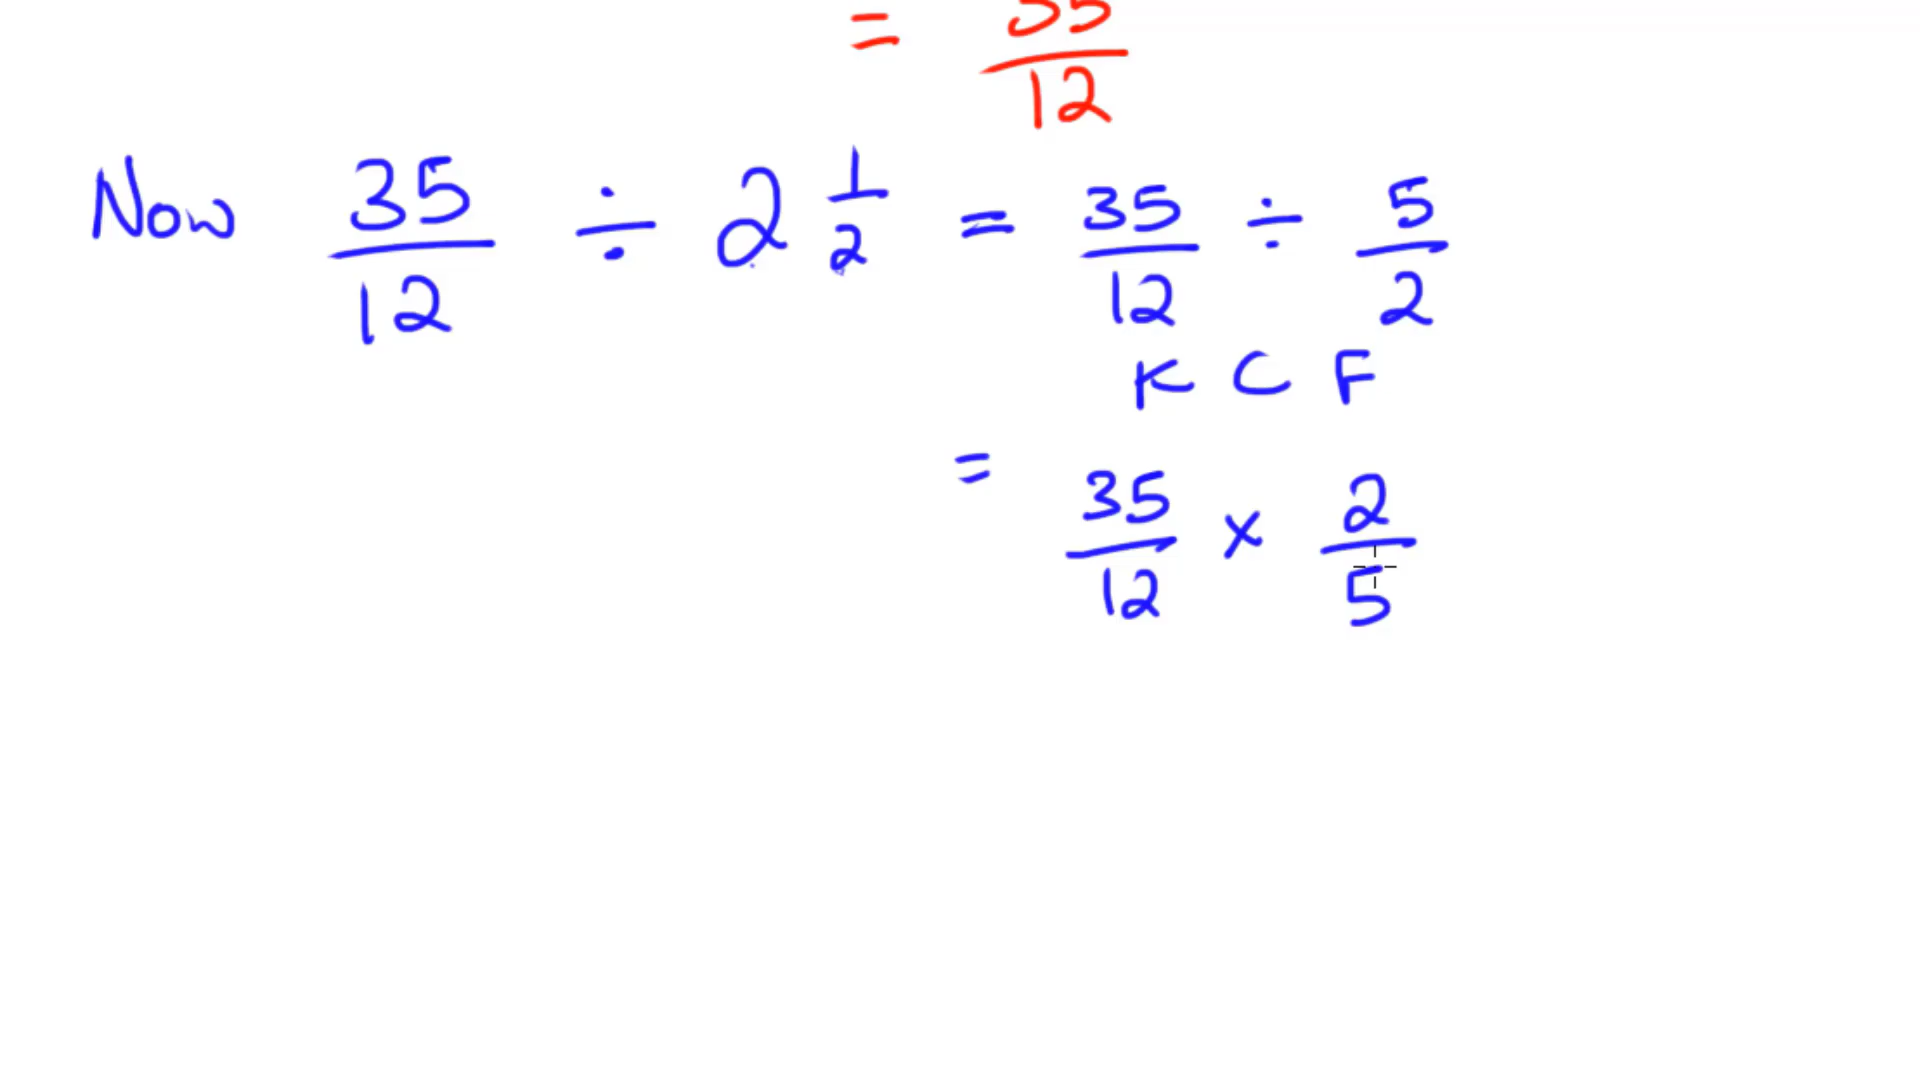 = 35/12
Now 35/12 ÷ 2 1/2 = 35/12 ÷ 5/2
K C F
= 35/12 × 2/5